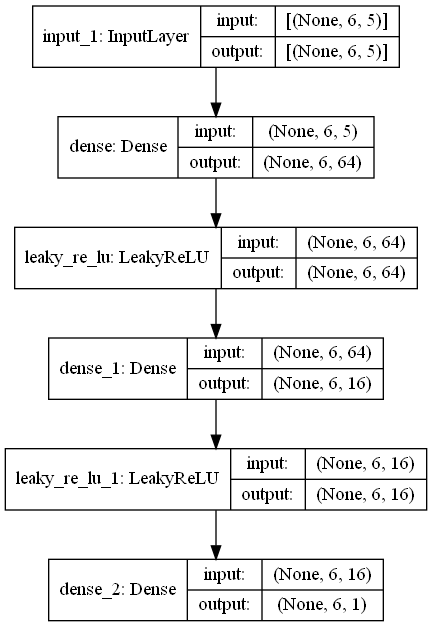 input_1: InputLayer
input: [(None, 6, 5)]
output: [(None, 6, 5)]
dense: Dense
input: (None, 6, 5)
output: (None, 6, 64)
leaky_re_lu: LeakyReLU
input: (None, 6, 64)
output: (None, 6, 64)
dense_1: Dense
input: (None, 6, 64)
output: (None, 6, 16)
leaky_re_lu_1: LeakyReLU
input: (None, 6, 16)
output: (None, 6, 16)
dense_2: Dense
input: (None, 6, 16)
output: (None, 6, 1)